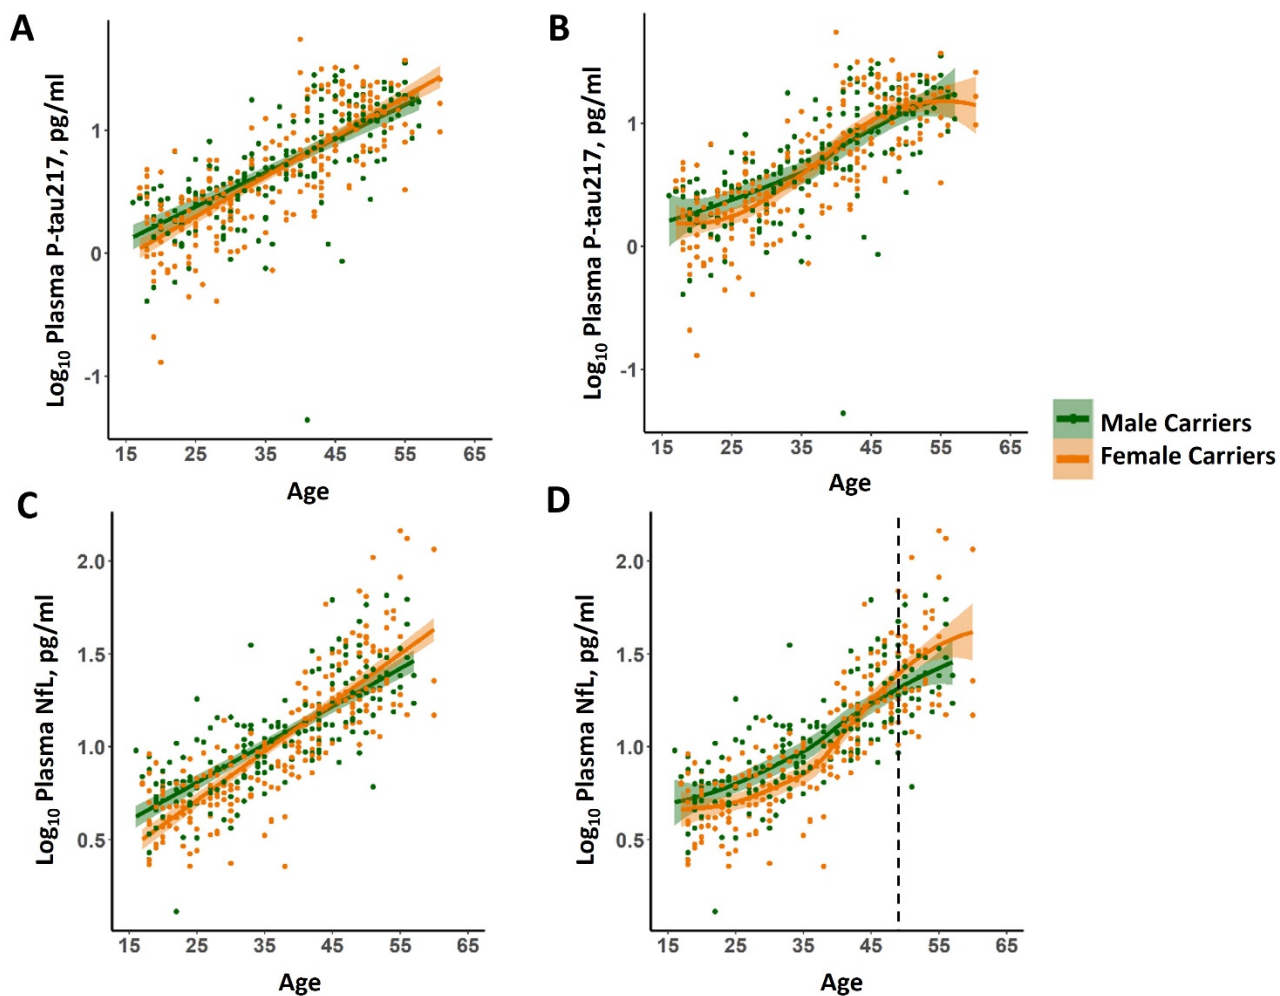 A
Log10 Plasma P-tau217, pg/ml
1
0
-1
15 25 35 45 55 65
Age
B
Log10 Plasma P-tau217, pg/ml
1
0
-1
15 25 35 45 55 65
Age
Male Carriers
Female Carriers
C
Log10 Plasma NfL, pg/ml
2.0
1.5
1.0
0.5
15 25 35 45 55 65
Age
D
Log10 Plasma NfL, pg/ml
2.0
1.5
1.0
0.5
15 25 35 45 55 65
Age